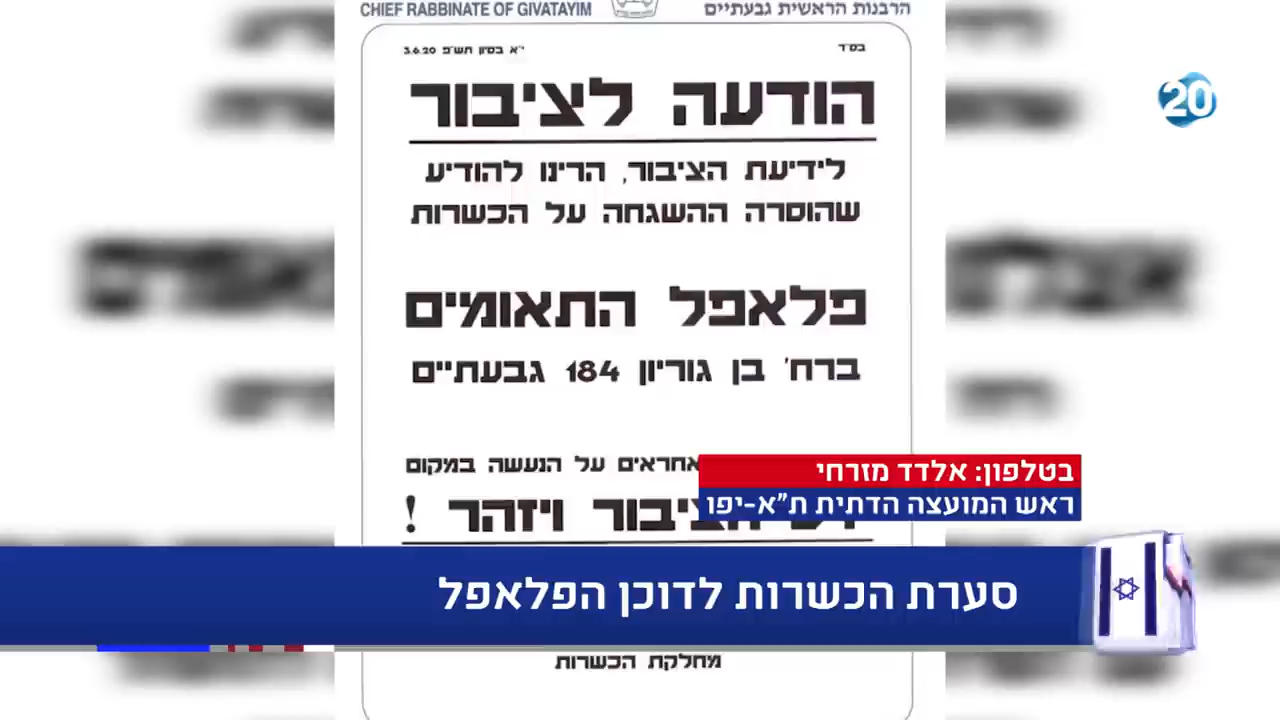 הרבנות הראשית גבעתיים
CHIEF RABBINATE OF GIVATAYIM
בס"ד
י"א בסיון תש"פ 3.6.20
20
הודעה לציבור
לידיעת הציבור, הרינו להודיע
שהוסרה ההשגחה על הכשרות
פלאפל התאומים
ברח' בן גוריון 184 גבעתיים
אחראים על הנעשה במקום
הציבור ויזהר !
בטלפון: אלדד מזרחי
ראש המועצה הדתית ת"א-יפו
סערת הכשרות לדוכן הפלאפל
מחלקת הכשרות